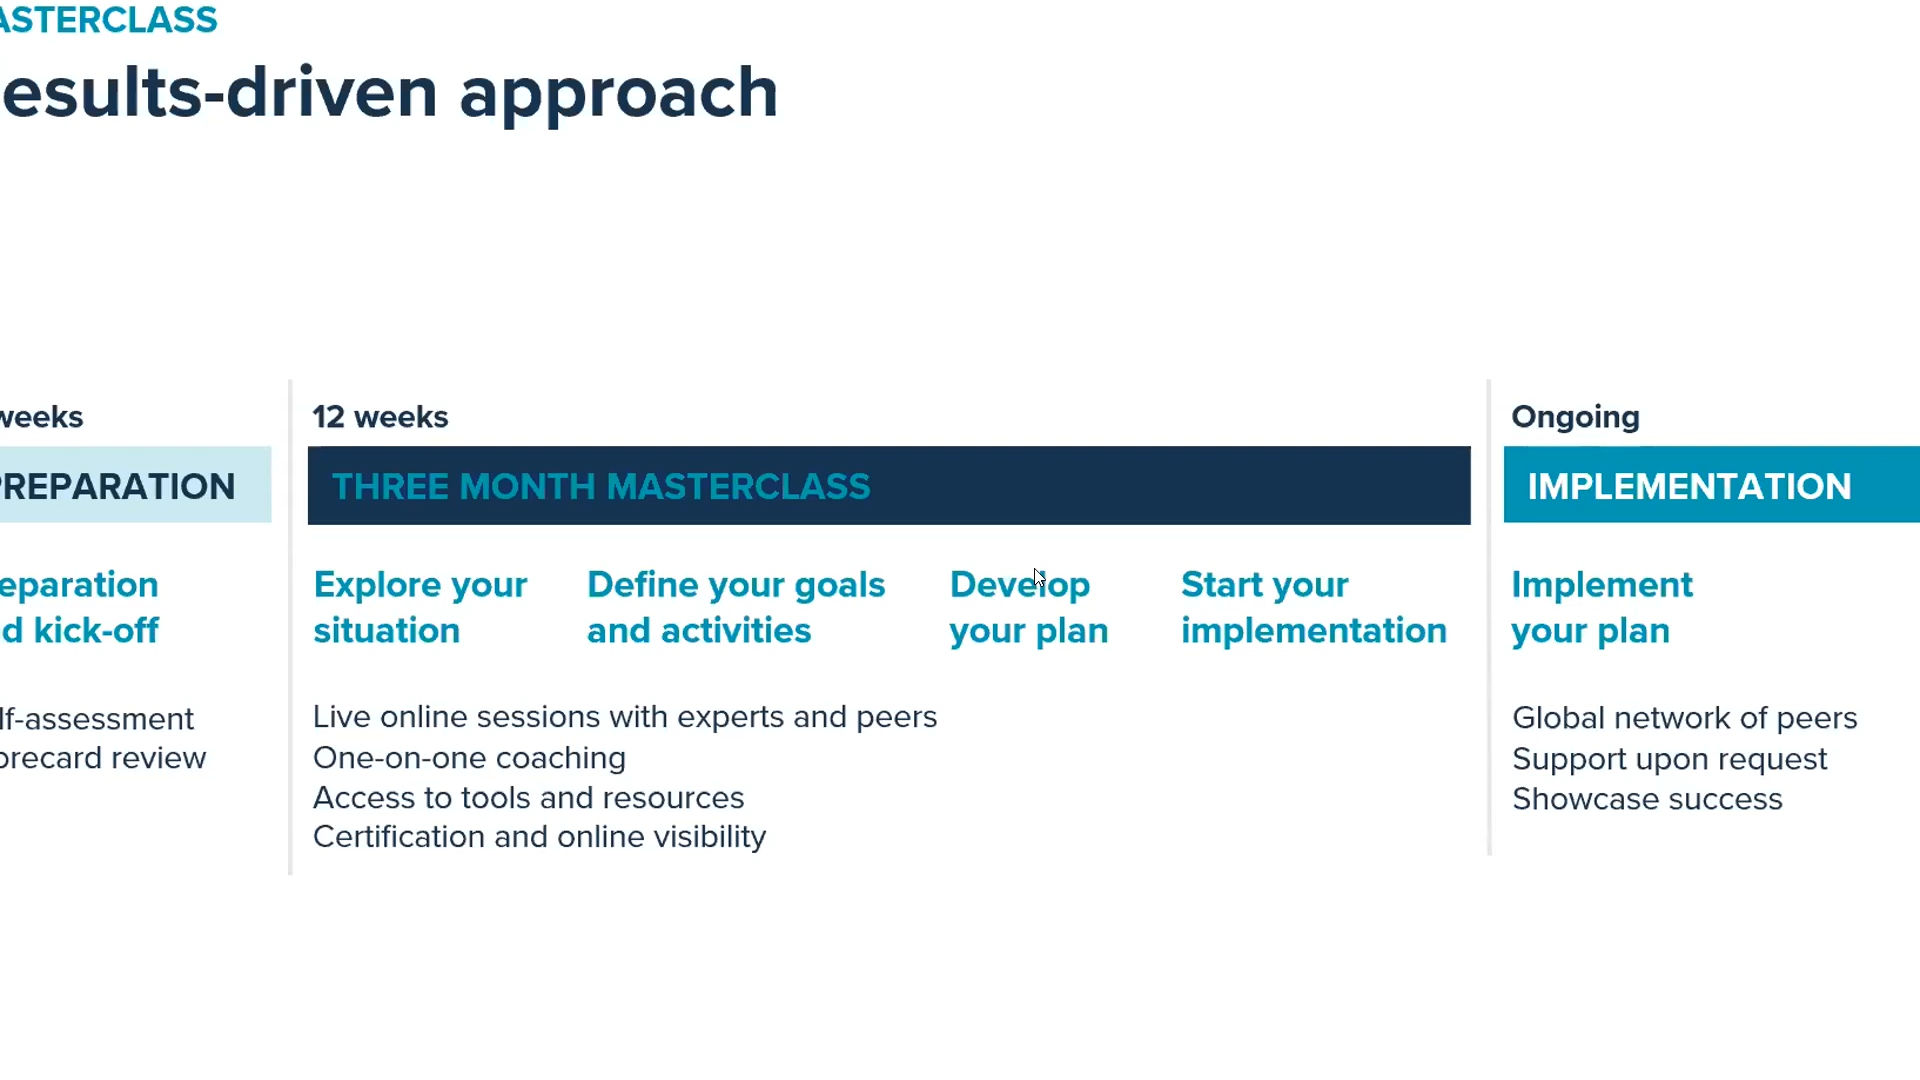 ASTERCLASS
esults-driven approach
weeks
PREPARATION
eparation
d kick-off
lf-assessment
orecard review
12 weeks
THREE MONTH MASTERCLASS
Explore your
situation
Define your goals
and activities
Develop
your plan
Start your
implementation
Live online sessions with experts and peers
One-on-one coaching
Access to tools and resources
Certification and online visibility
Ongoing
IMPLEMENTATION
Implement
your plan
Global network of peers
Support upon request
Showcase success